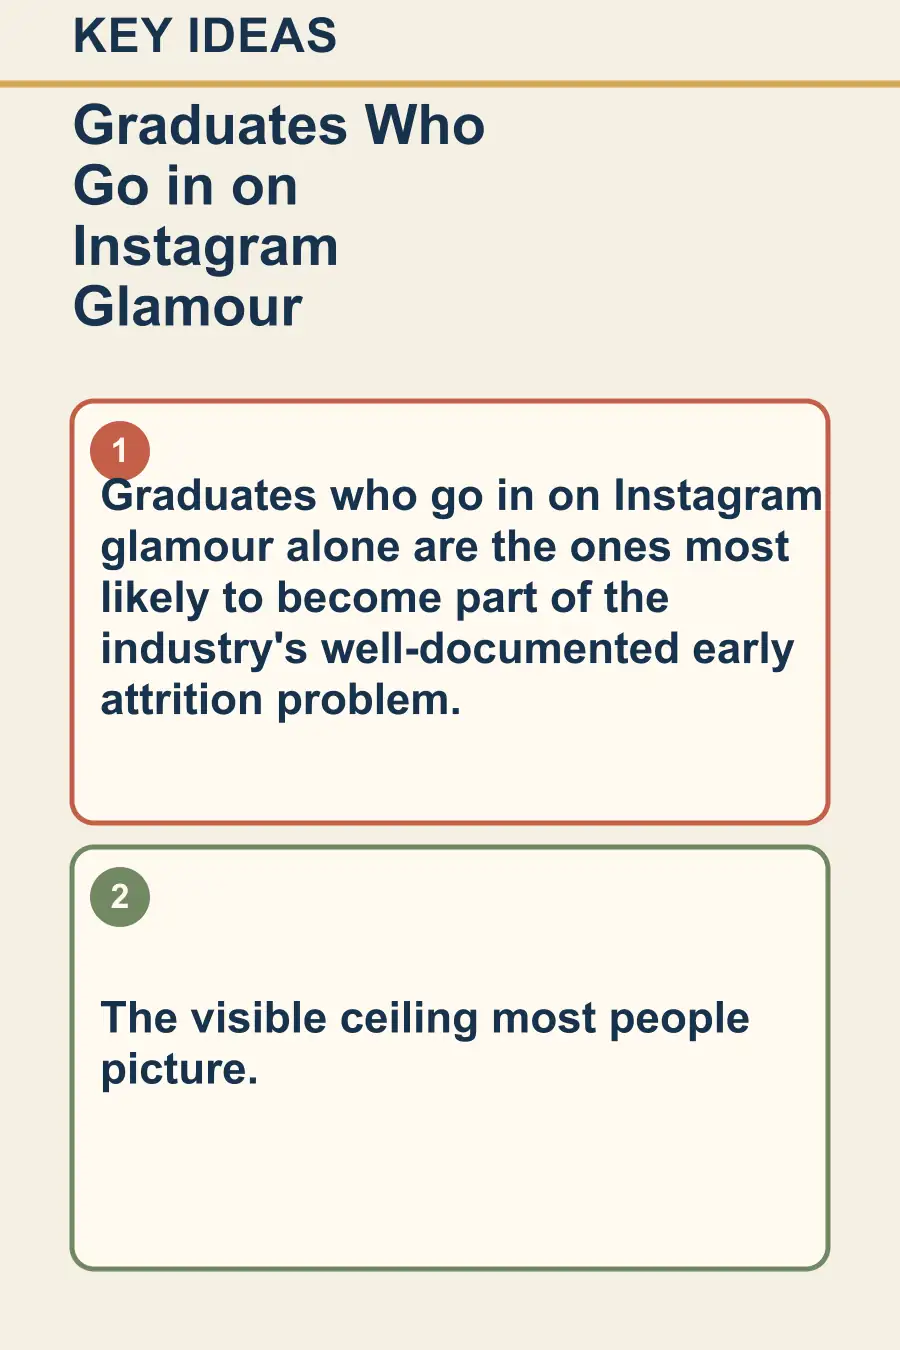 KEY IDEAS
Graduates Who
Go in on
Instagram
Glamour
1
Graduates who go in on Instagram
glamour alone are the ones most
likely to become part of the
industry's well-documented early
attrition problem.
2
The visible ceiling most people
picture.